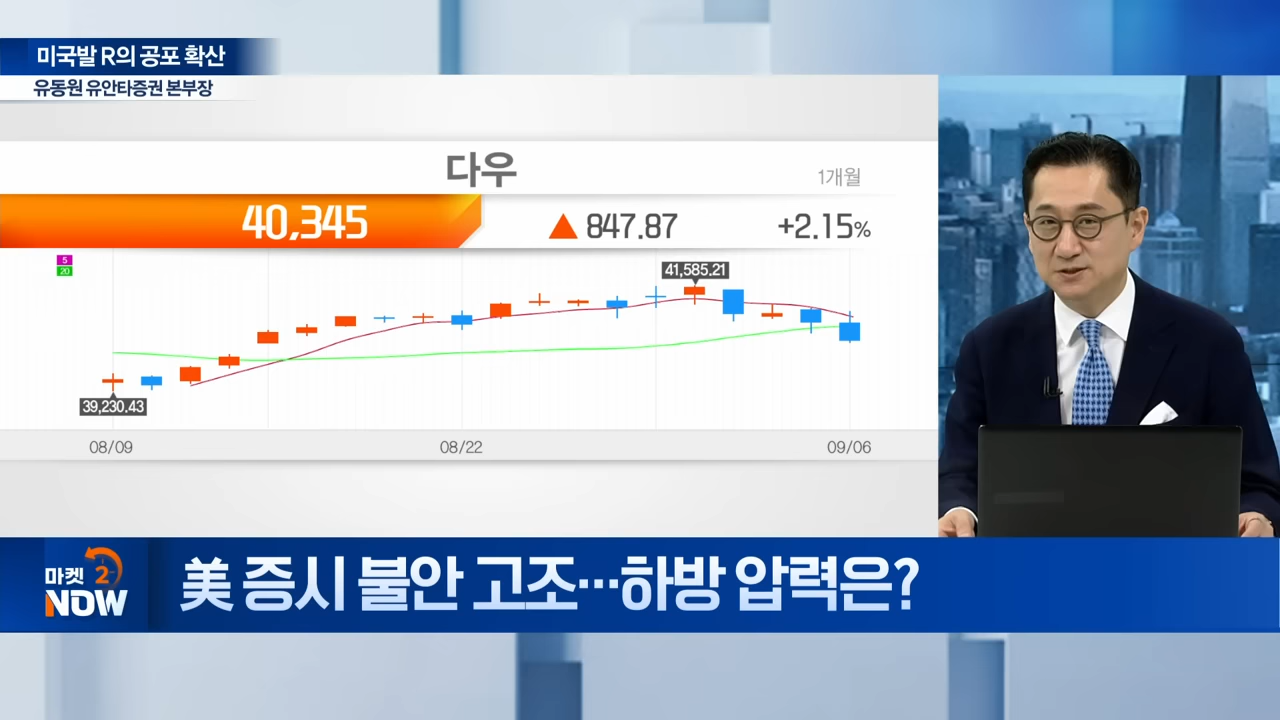 미국발 R의 공포 확산
유동원 유안타증권 본부장
다우
1개월
40,345
▲ 847.87
+2.15%
5
20
41,585.21
39,230.43
08/09
08/22
09/06
마켓 2
NOW
美 증시 불안 고조…하방 압력은?